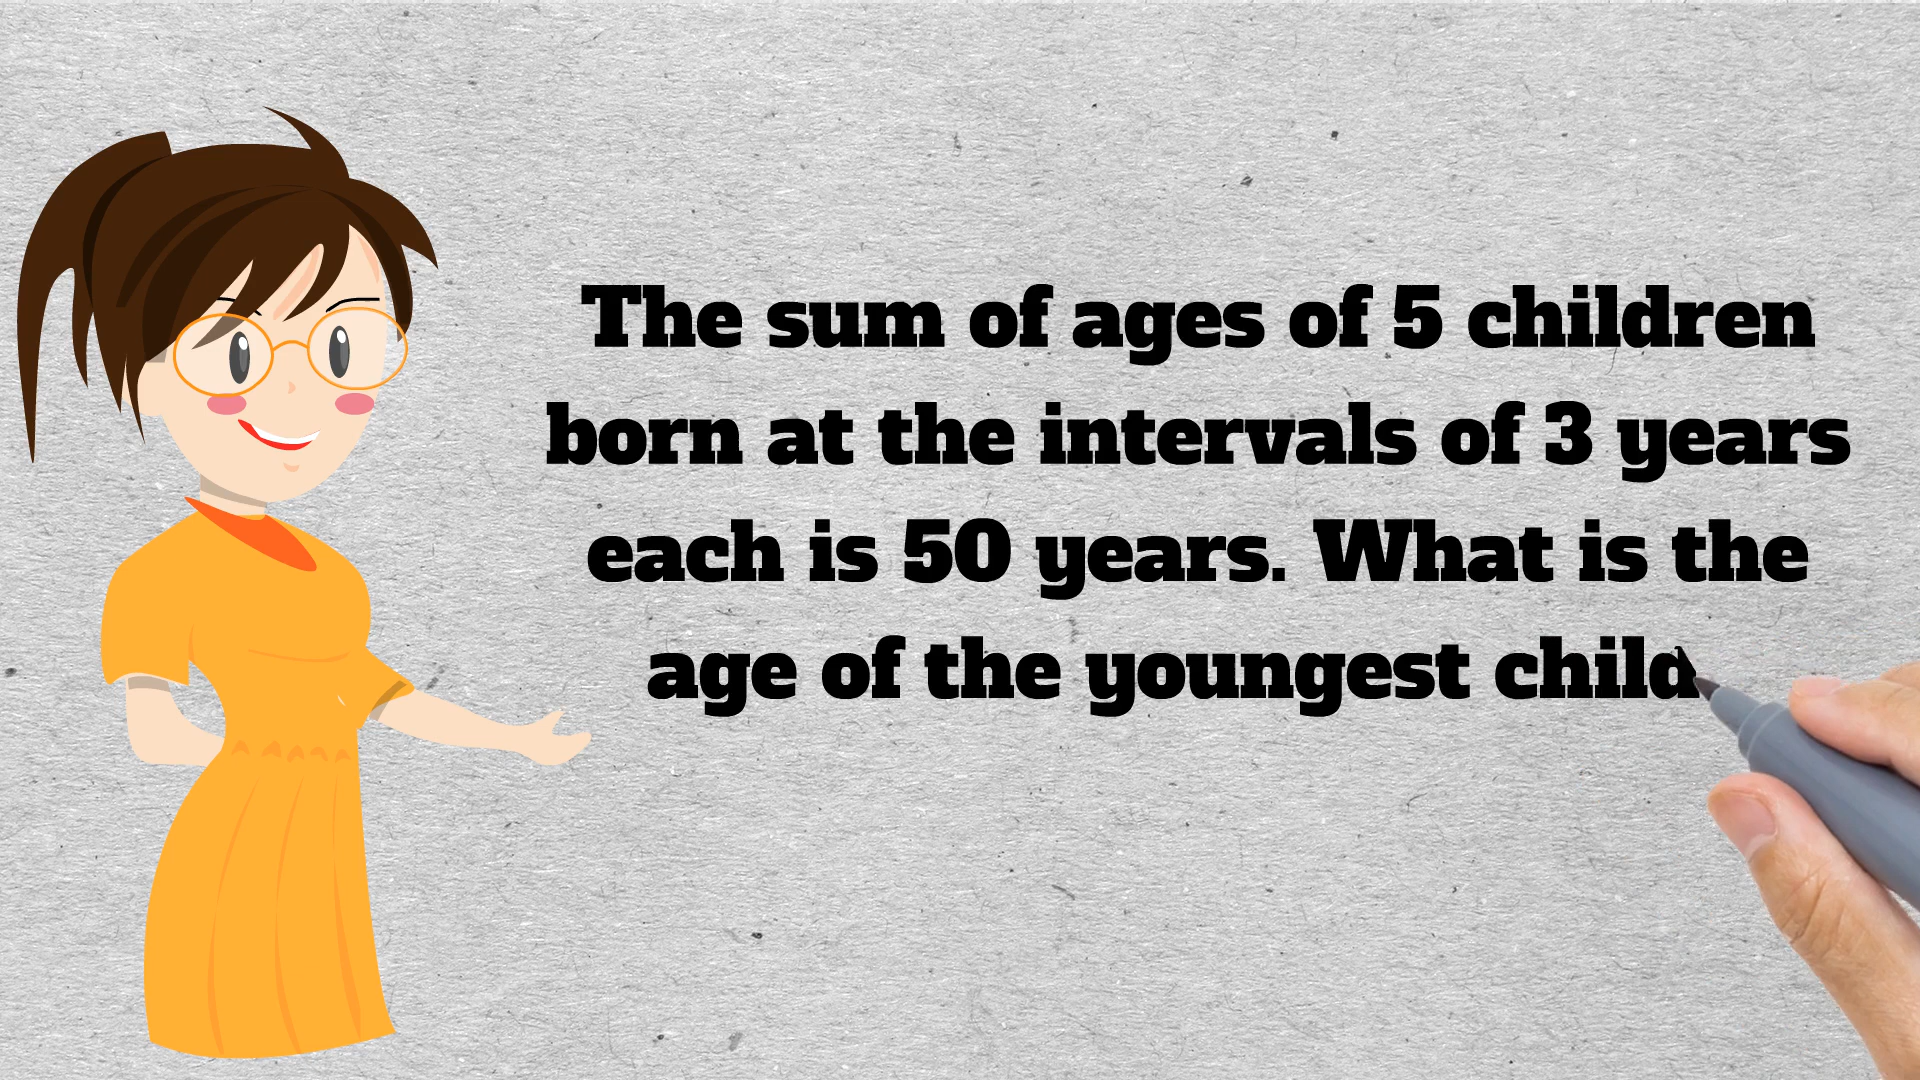 The sum of ages of 5 children
born at the intervals of 3 years
each is 50 years. What is the
age of the youngest child